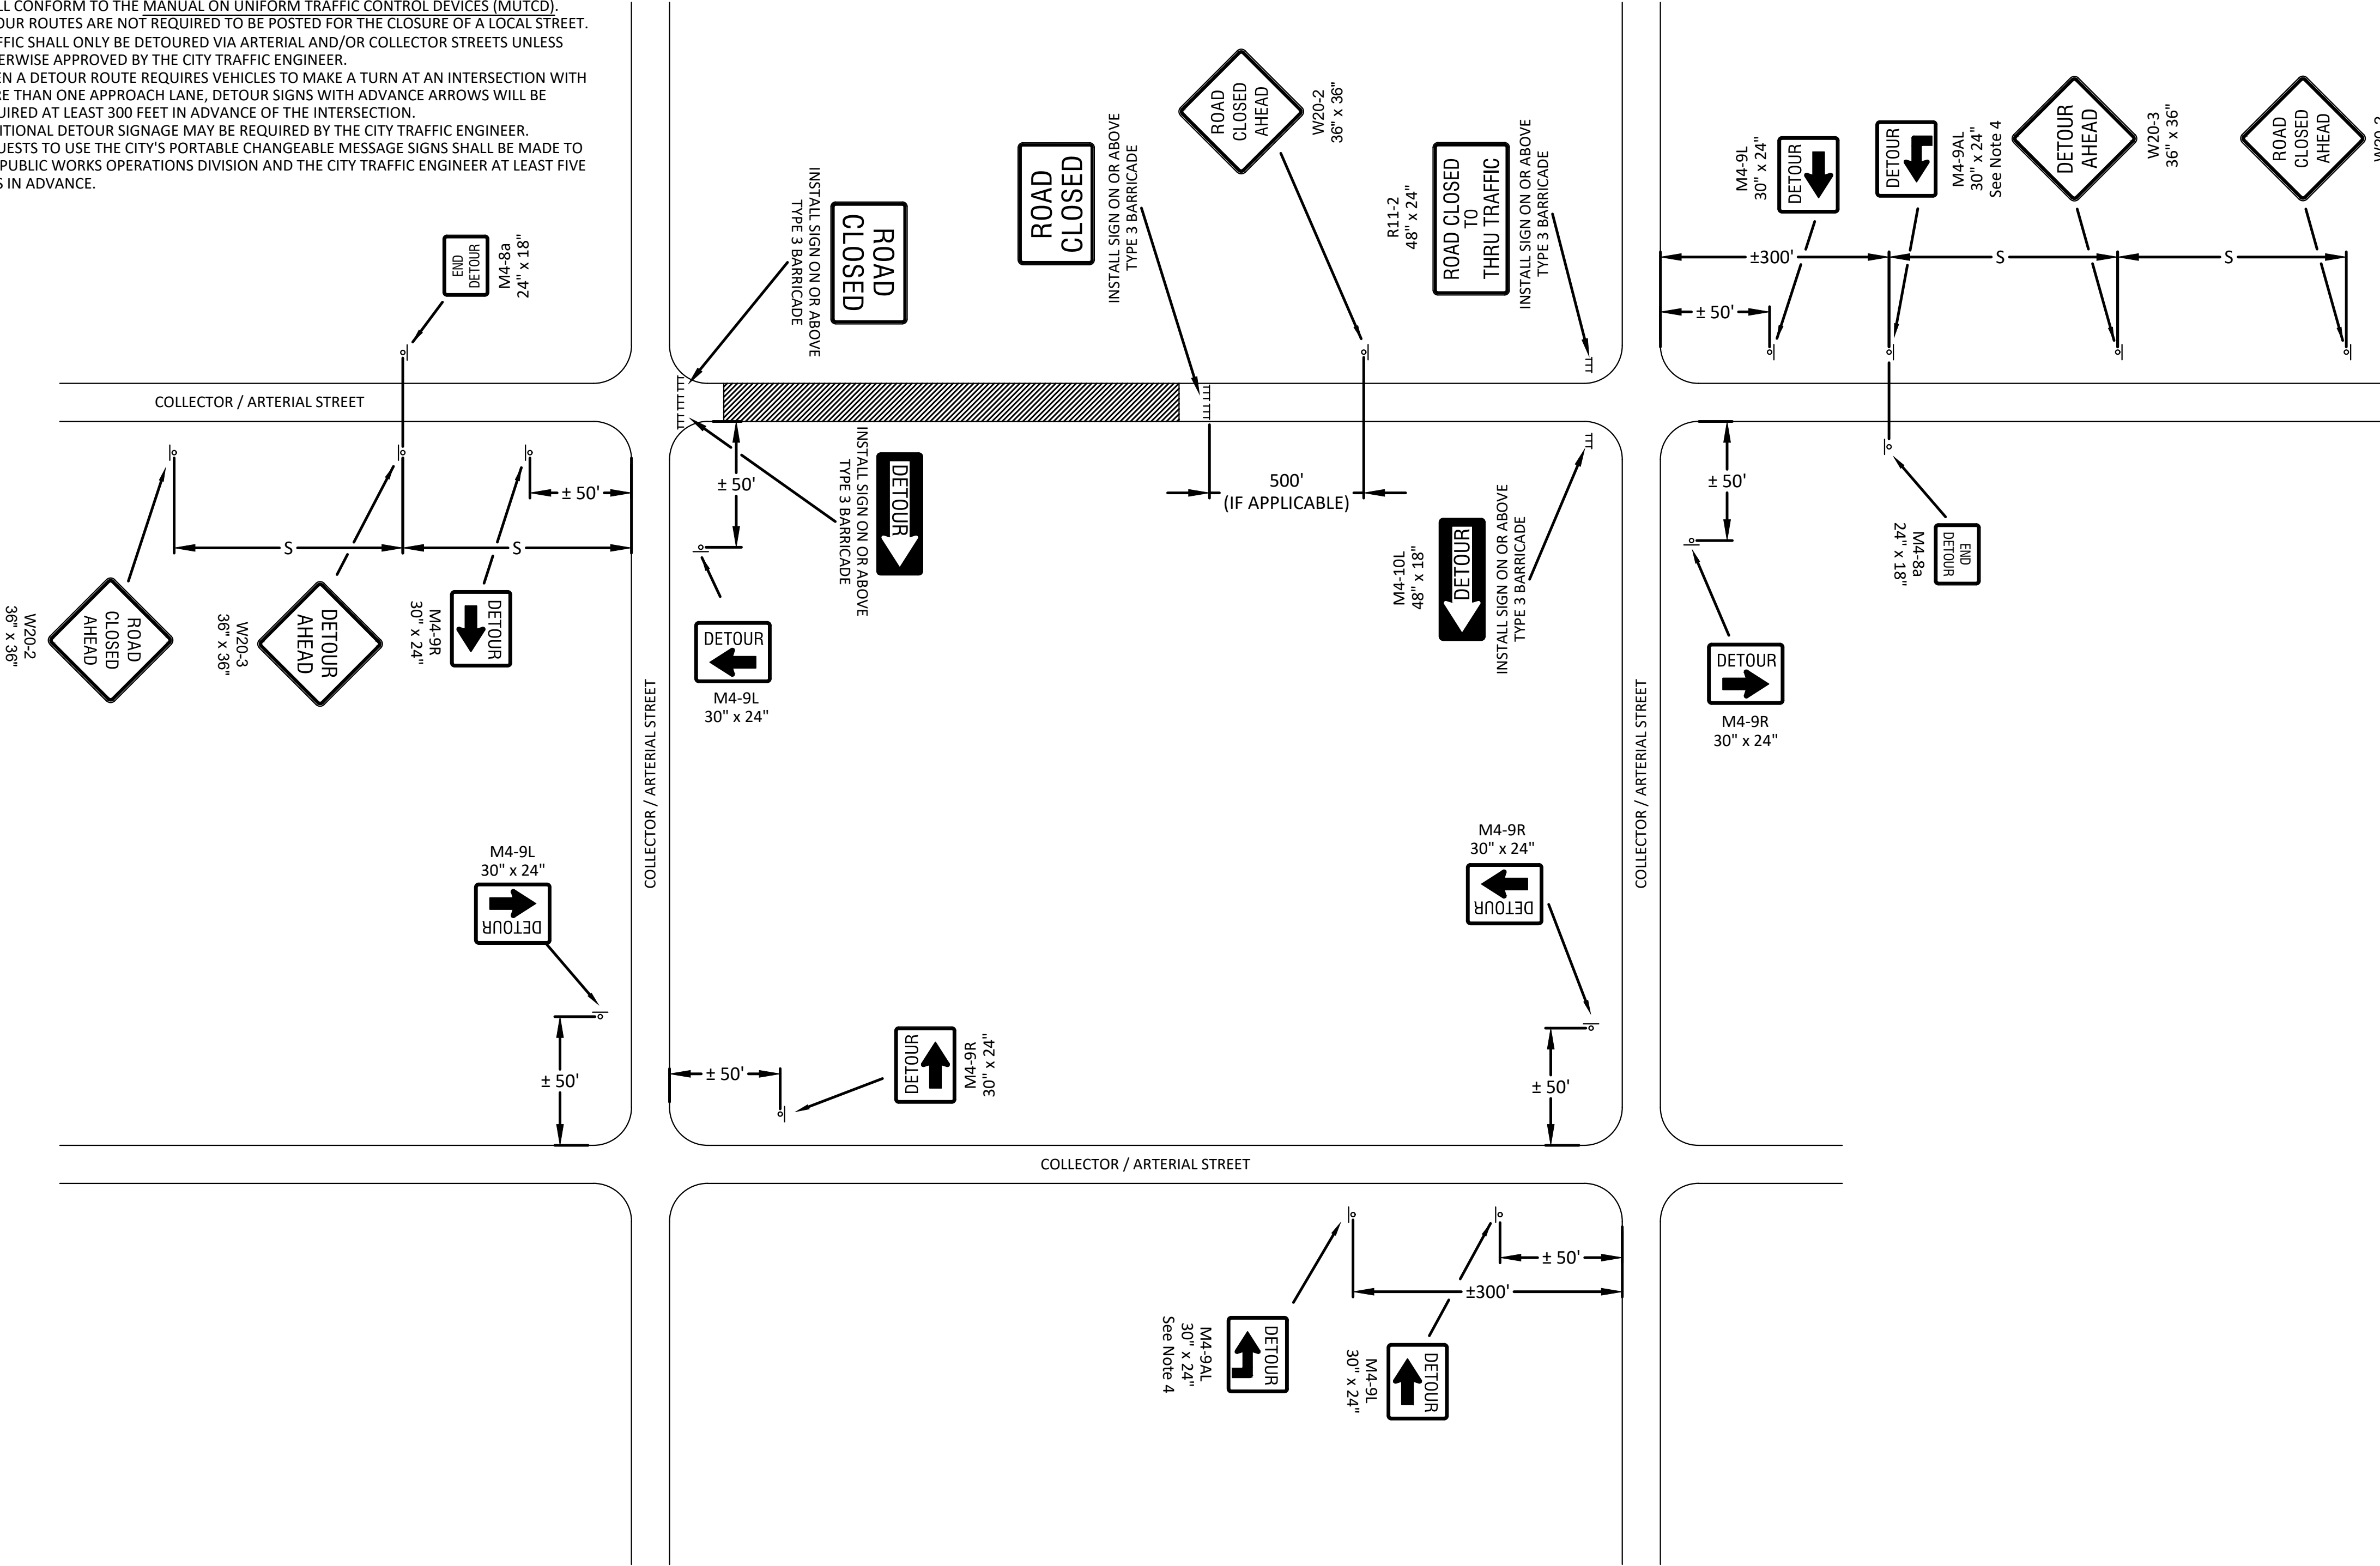 LL CONFORM TO THE MANUAL ON UNIFORM TRAFFIC CONTROL DEVICES (MUTCD).
OUR ROUTES ARE NOT REQUIRED TO BE POSTED FOR THE CLOSURE OF A LOCAL STREET.
FFIC SHALL ONLY BE DETOURED VIA ARTERIAL AND/OR COLLECTOR STREETS UNLESS
ERWISE APPROVED BY THE CITY TRAFFIC ENGINEER.
EN A DETOUR ROUTE REQUIRES VEHICLES TO MAKE A TURN AT AN INTERSECTION WITH
RE THAN ONE APPROACH LANE, DETOUR SIGNS WITH ADVANCE ARROWS WILL BE
UIRED AT LEAST 300 FEET IN ADVANCE OF THE INTERSECTION.
ITIONAL DETOUR SIGNAGE MAY BE REQUIRED BY THE CITY TRAFFIC ENGINEER.
UESTS TO USE THE CITY'S PORTABLE CHANGEABLE MESSAGE SIGNS SHALL BE MADE TO
PUBLIC WORKS OPERATIONS DIVISION AND THE CITY TRAFFIC ENGINEER AT LEAST FIVE
S IN ADVANCE.
END
DETOUR
M4-8a
24" x 18"
INSTALL SIGN ON OR ABOVE
TYPE 3 BARRICADE
ROAD
CLOSED
ROAD
CLOSED
INSTALL SIGN ON OR ABOVE
TYPE 3 BARRICADE
ROAD
CLOSED
AHEAD
W20-2
36" x 36"
R11-2
48" x 24"
ROAD CLOSED
TO
THRU TRAFFIC
INSTALL SIGN ON OR ABOVE
TYPE 3 BARRICADE
M4-9L
30" x 24"
DETOUR
DETOUR
M4-9AL
30" x 24"
See Note 4
DETOUR
AHEAD
W20-3
36" x 36"
ROAD
CLOSED
AHEAD
W20-2
±300'
S
S
± 50'
COLLECTOR / ARTERIAL STREET
± 50'
S
S
W20-2
36" x 36"
ROAD
CLOSED
AHEAD
W20-3
36" x 36"
DETOUR
AHEAD
M4-9R
30" x 24"
DETOUR
± 50'
INSTALL SIGN ON OR ABOVE
TYPE 3 BARRICADE
DETOUR
DETOUR
M4-9L
30" x 24"
500'
(IF APPLICABLE)
M4-10L
48" x 18"
DETOUR
INSTALL SIGN ON OR ABOVE
TYPE 3 BARRICADE
± 50'
M4-8a
24" x 18"
END
DETOUR
DETOUR
M4-9R
30" x 24"
COLLECTOR / ARTERIAL STREET
COLLECTOR / ARTERIAL STREET
M4-9L
30" x 24"
DETOUR
± 50'
± 50'
DETOUR
M4-9R
30" x 24"
M4-9R
30" x 24"
DETOUR
± 50'
COLLECTOR / ARTERIAL STREET
± 50'
±300'
M4-9AL
30" x 24"
See Note 4
DETOUR
M4-9L
30" x 24"
DETOUR